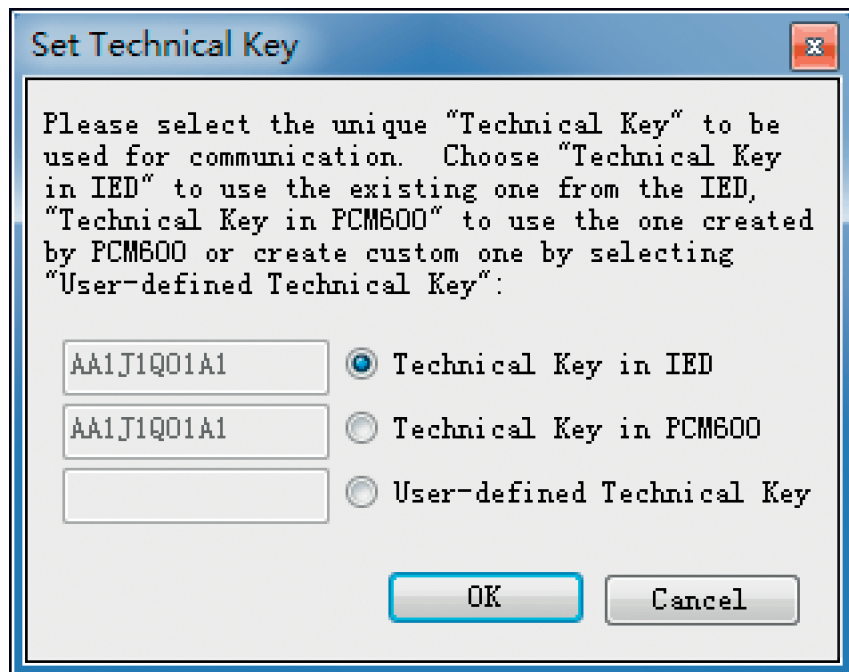 Set Technical Key
Please select the unique "Technical Key" to be
used for communication.  Choose "Technical Key
in IED" to use the existing one from the IED,
"Technical Key in PCM600" to use the one created
by PCM600 or create custom one by selecting
"User-defined Technical Key":
AA1J1Q01A1 Technical Key in IED
AA1J1Q01A1 Technical Key in PCM600
User-defined Technical Key
OK Cancel